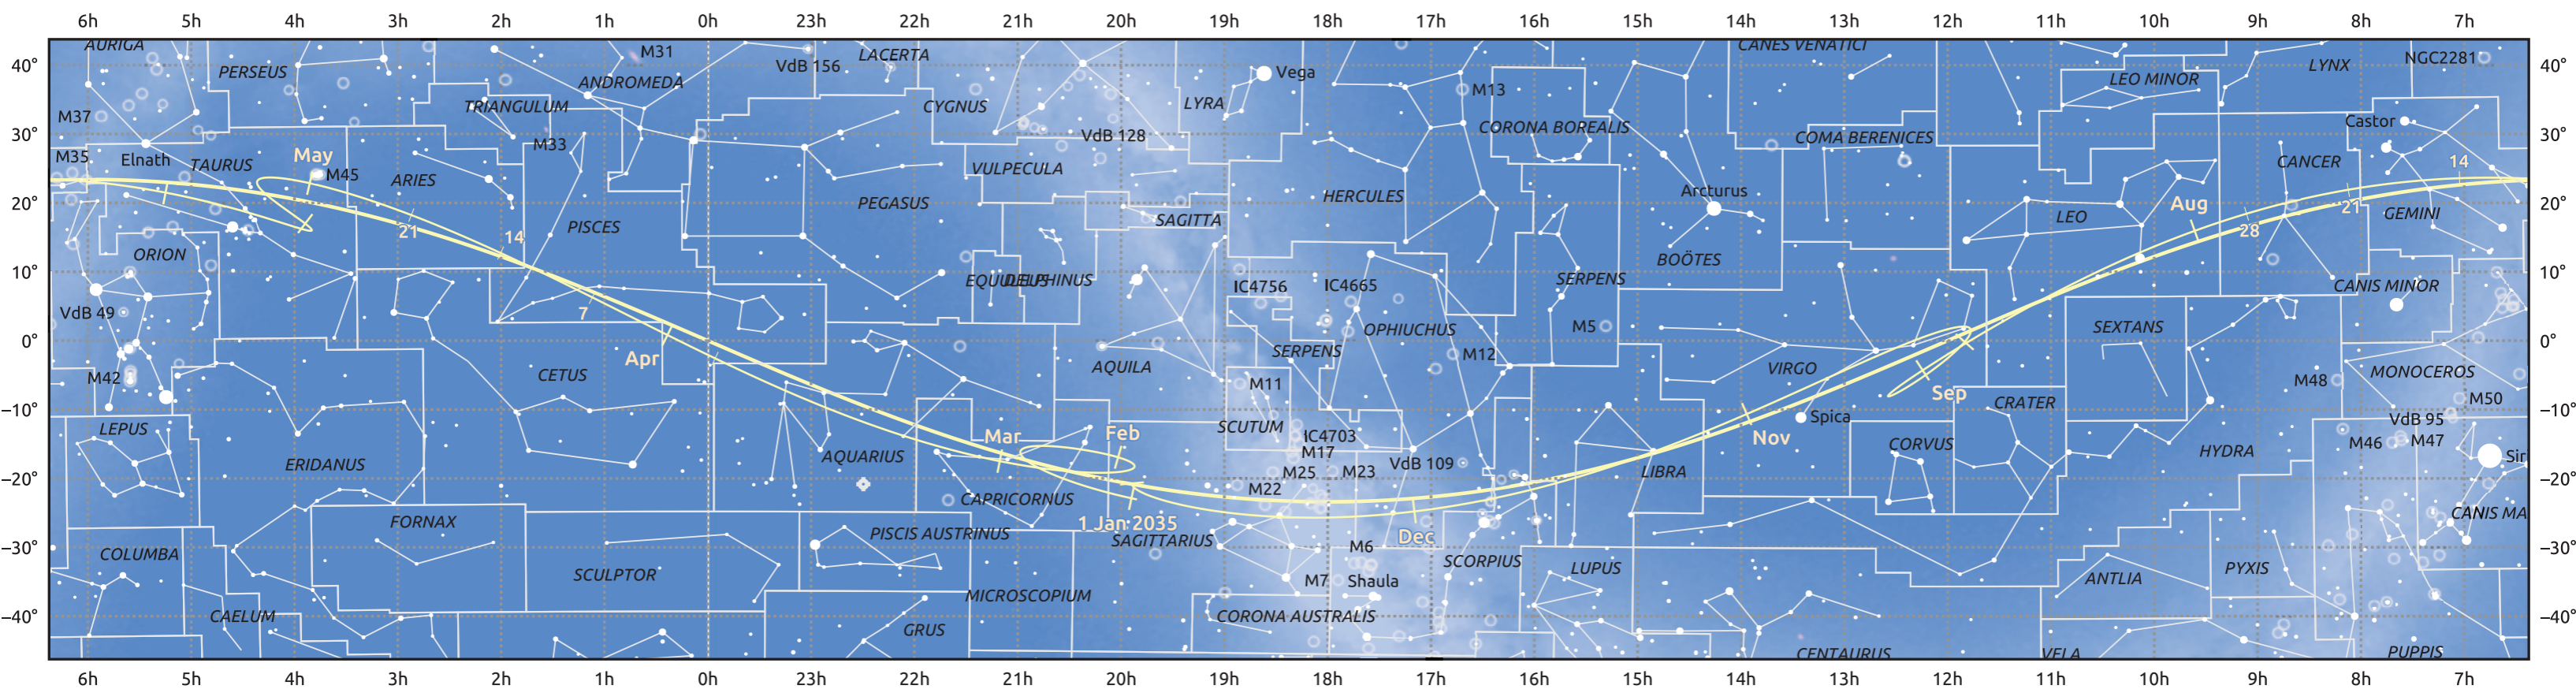 6h 5h 4h 3h 2h 1h 0h 23h 22h 21h 20h 19h 18h 17h 16h 15h 14h 13h 12h 11h 10h 9h 8h 7h
AURIGA
M31
LACERTA
CANES VENATICI
40°
PERSEUS
ANDROMEDA
VdB 156
Vega
LEO MINOR
LYNX
NGC2281
40°
TRIANGULUM
CYGNUS
LYRA
M13
M37
30°
M33
VdB 128
CORONA BOREALIS
COMA BERENICES
Castor
30°
M35
Elnath
TAURUS
May
M45
ARIES
VULPECULA
CANCER
14
20°
PISCES
PEGASUS
SAGITTA
HERCULES
Arcturus
LEO
Aug
21
GEMINI
20°
21
14
28
ORION
BOÖTES
10°
EQUULEUS
DELPHINUS
IC4756
IC4665
SERPENS
CANIS MINOR
10°
VdB 49
7
OPHIUCHUS
M5
SEXTANS
0°
Apr
SERPENS
M12
0°
M42
CETUS
AQUILA
M11
VIRGO
Sep
M48
MONOCEROS
−10°
CRATER
M50
−10°
LEPUS
Mar
Feb
SCUTUM
IC4703
Nov
Spica
VdB 95
ERIDANUS
AQUARIUS
M17
CORVUS
HYDRA
M46
M47
Sir
−20°
M25
M23
VdB 109
LIBRA
−20°
CAPRICORNUS
M22
FORNAX
1 Jan 2035
CANIS MA
−30°
COLUMBA
PISCIS AUSTRINUS
SAGITTARIUS
Dec
−30°
SCULPTOR
M6
SCORPIUS
LUPUS
ANTLIA
PYXIS
MICROSCOPIUM
M7
Shaula
−40°
CAELUM
GRUS
CORONA AUSTRALIS
−40°
CENTAURUS
VELA
PUPPIS
6h 5h 4h 3h 2h 1h 0h 23h 22h 21h 20h 19h 18h 17h 16h 15h 14h 13h 12h 11h 10h 9h 8h 7h